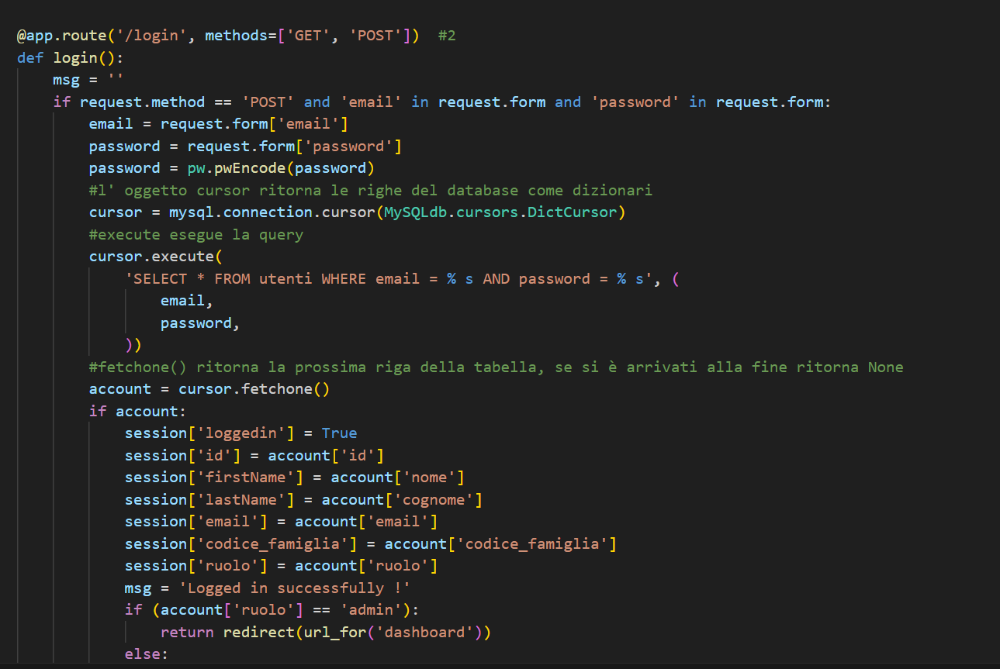 @app.route('/login', methods=['GET', 'POST'])  #2
def login():
    msg = ''
    if request.method == 'POST' and 'email' in request.form and 'password' in request.form:
        email = request.form['email']
        password = request.form['password']
        password = pw.pwEncode(password)
        #l' oggetto cursor ritorna le righe del database come dizionari
        cursor = mysql.connection.cursor(MySQLdb.cursors.DictCursor)
        #execute esegue la query
        cursor.execute(
            'SELECT * FROM utenti WHERE email = % s AND password = % s', (
                email,
                password,
            ))
        #fetchone() ritorna la prossima riga della tabella, se si è arrivati alla fine ritorna None
        account = cursor.fetchone()
        if account:
            session['loggedin'] = True
            session['id'] = account['id']
            session['firstName'] = account['nome']
            session['lastName'] = account['cognome']
            session['email'] = account['email']
            session['codice_famiglia'] = account['codice_famiglia']
            session['ruolo'] = account['ruolo']
            msg = 'Logged in successfully !'
            if (account['ruolo'] == 'admin'):
                return redirect(url_for('dashboard'))
            else: